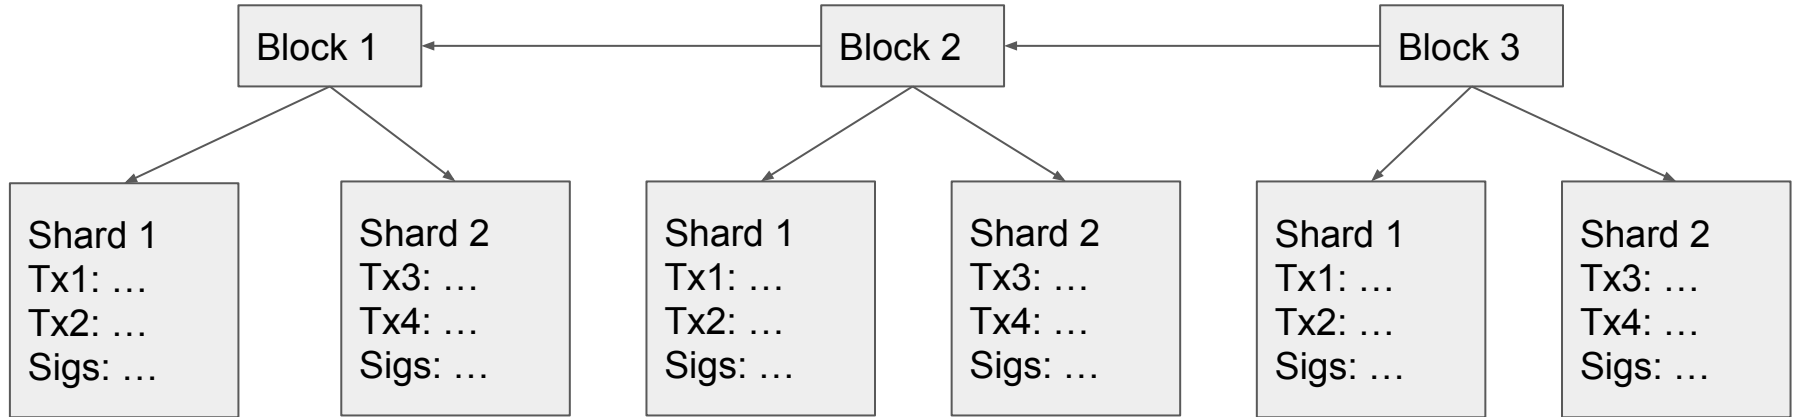 Block 1
Block 2
Block 3
Shard 1
Tx1: …
Tx2: …
Sigs: …
Shard 2
Tx3: …
Tx4: …
Sigs: …
Shard 1
Tx1: …
Tx2: …
Sigs: …
Shard 2
Tx3: …
Tx4: …
Sigs: …
Shard 1
Tx1: …
Tx2: …
Sigs: …
Shard 2
Tx3: …
Tx4: …
Sigs: …